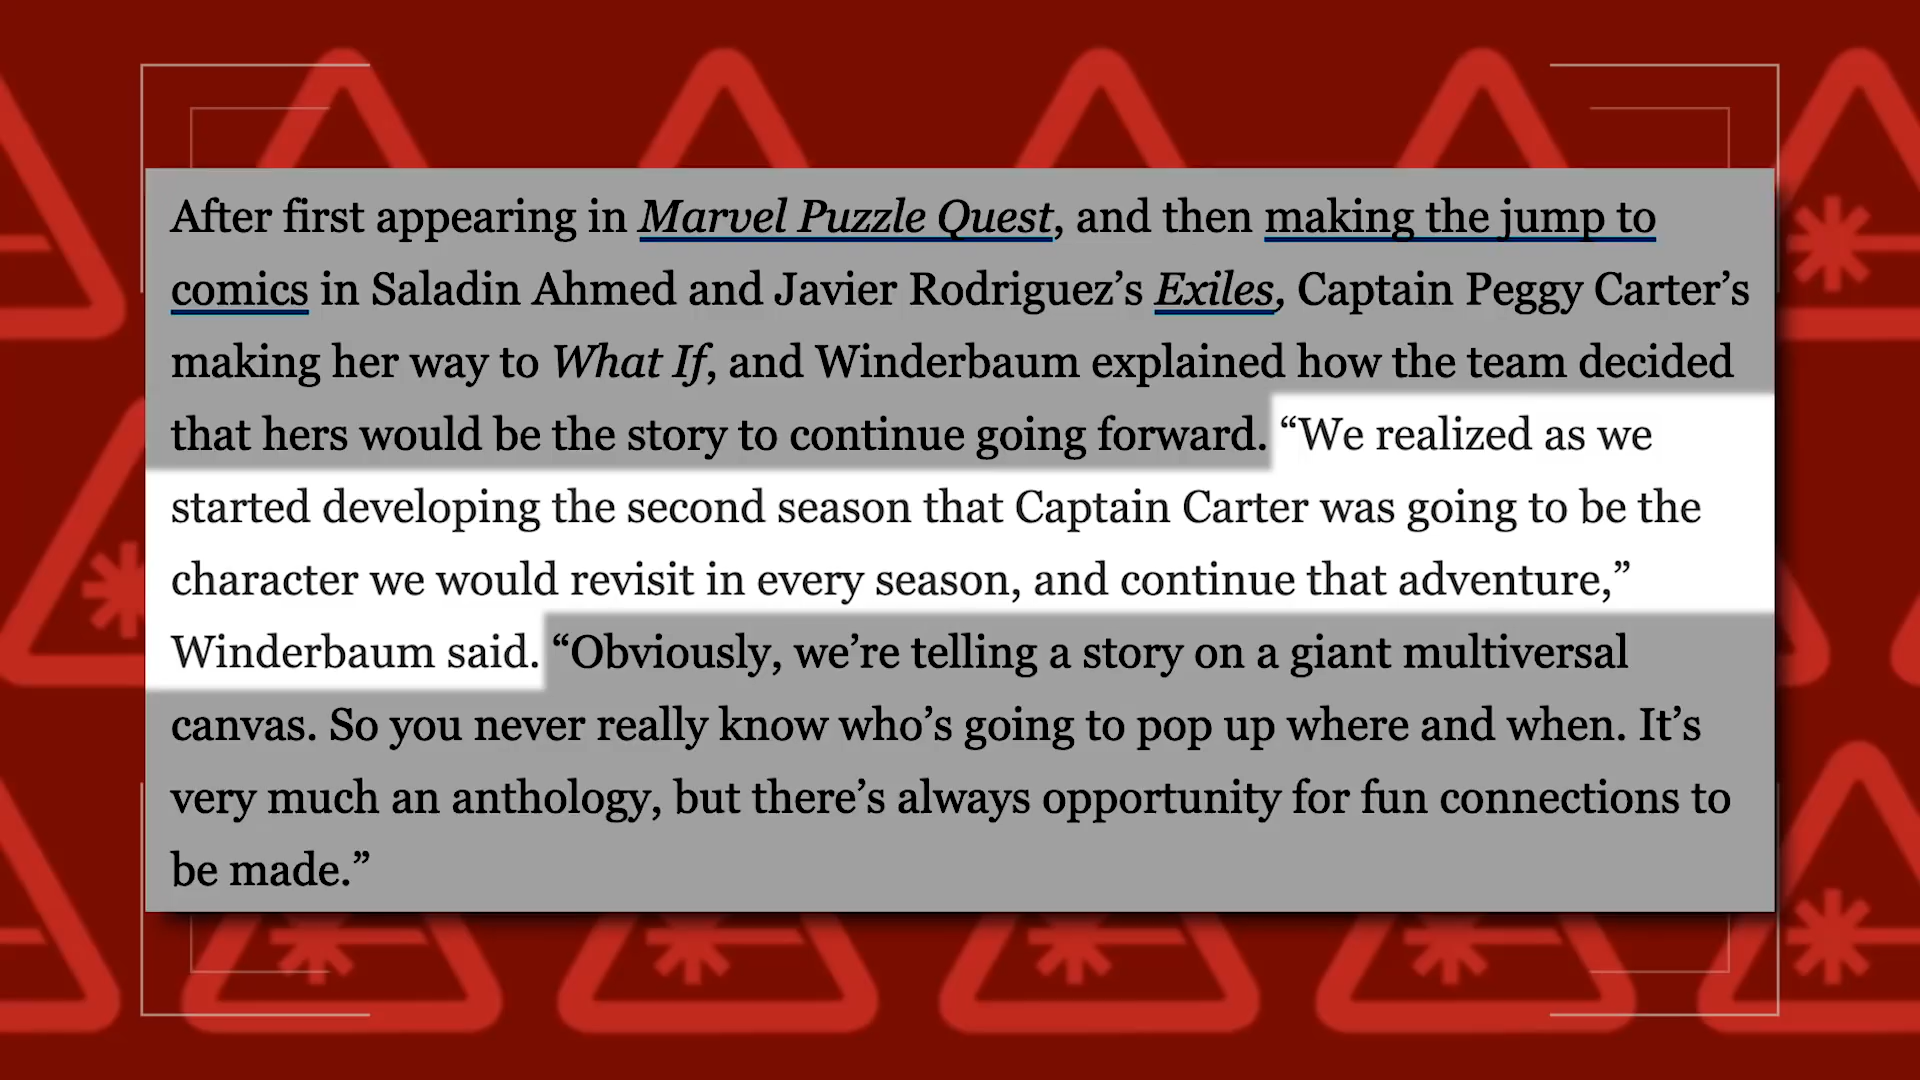 After first appearing in Marvel Puzzle Quest, and then making the jump to
comics in Saladin Ahmed and Javier Rodriguez’s Exiles, Captain Peggy Carter’s
making her way to What If, and Winderbaum explained how the team decided
that hers would be the story to continue going forward. “We realized as we
started developing the second season that Captain Carter was going to be the
character we would revisit in every season, and continue that adventure,”
Winderbaum said. “Obviously, we’re telling a story on a giant multiversal
canvas. So you never really know who’s going to pop up where and when. It’s
very much an anthology, but there’s always opportunity for fun connections to
be made.”